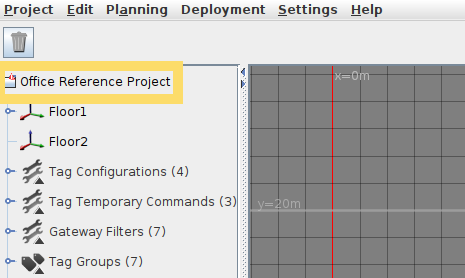 Project Edit Planning Deployment Settings Help
x=0m
Office Reference Project
Floor1
Floor2
Tag Configurations (4)
Tag Temporary Commands (3)
y=20m
Gateway Filters (7)
Tag Groups (7)